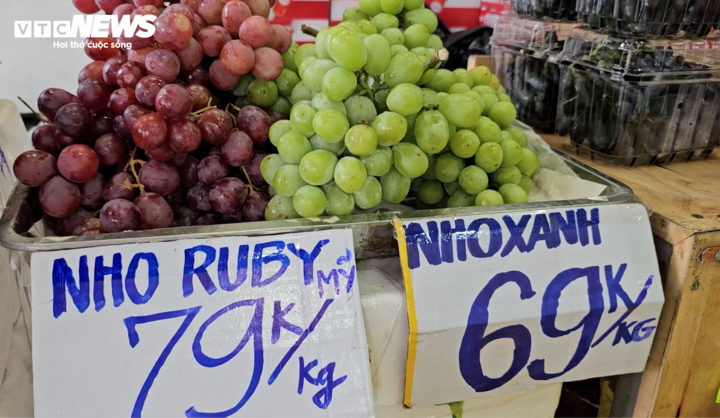 VTCNEWS
Hơi thở cuộc sống
NHO RUBY
MỸ
79K/Kg
NHO XANH
69K/KG